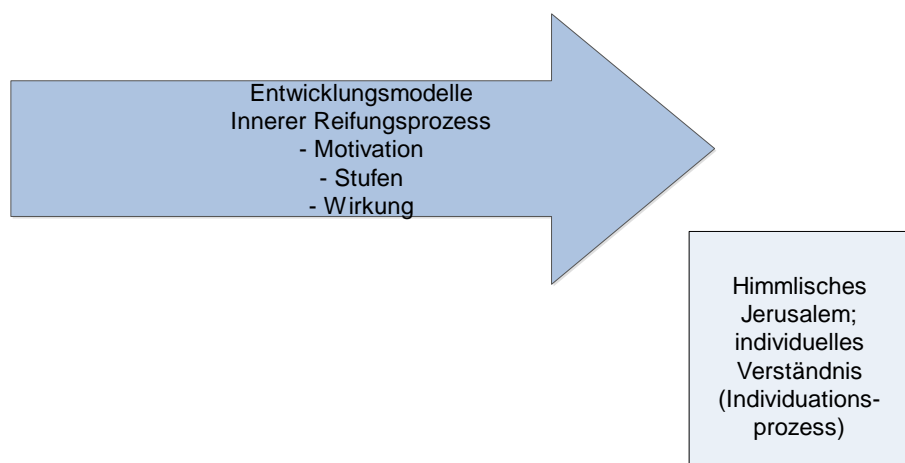 Entwicklungsmodelle
Innerer Reifungsprozess
- Motivation
- Stufen
- Wirkung
Himmlisches
Jerusalem;
individuelles
Verständnis
(Individuations-
prozess)